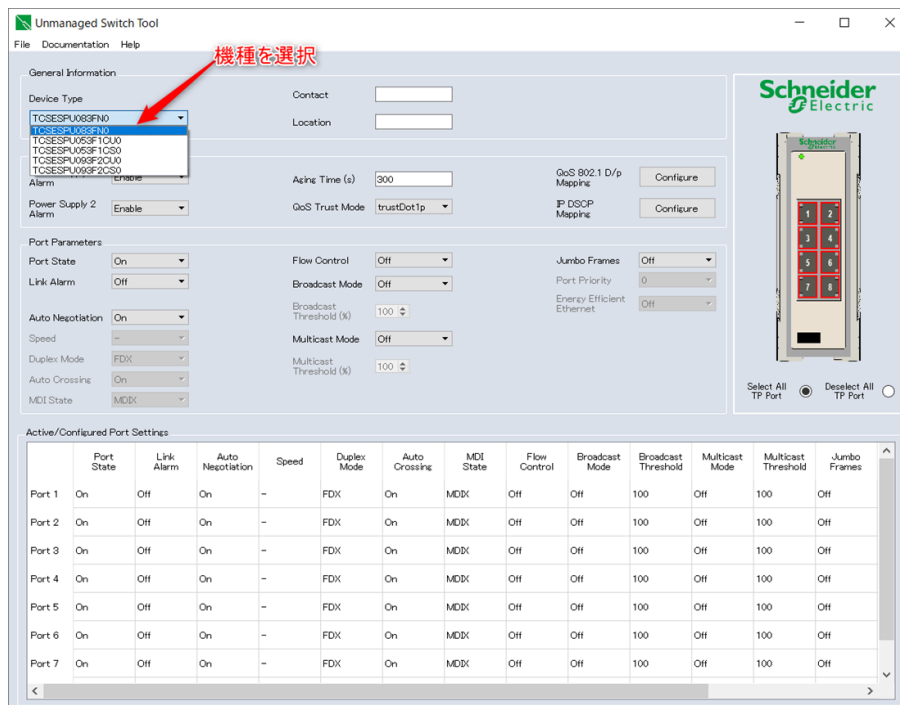 Unmanaged Switch Tool
File Documentation Help
機種を選択
General Information
Device Type
TCSESPU083FN0
TCSESPU083FN0
TCSESPU053F1CU0
TCSESPU053F1CS0
TCSESPU093F2CU0
TCSESPU093F2CS0
Contact
Location
Schneider
Electric
Alarm Enable
Power Supply 2
Alarm
Enable
Aging Time (s) 300
QoS Trust Mode trustDot1p
QoS 802.1 D/p
Mapping
Configure
IP DSCP
Mapping
Configure
Schneider
Electric
1 2
3 4
5 6
7 8
Port Parameters
Port State On
Link Alarm Off
Auto Negotiation On
Speed -
Duplex Mode FDX
Auto Crossing On
MDI State MDIX
Flow Control Off
Broadcast Mode Off
Broadcast
Threshold (%)
100
Multicast Mode Off
Multicast
Threshold (%)
100
Jumbo Frames Off
Port Priority 0
Energy Efficient
Ethernet
Off
Select All
TP Port
Deselect All
TP Port
Active/Configured Port Settings
Port State Link Alarm Auto Negotiation Speed Duplex Mode Auto Crossing MDI State Flow Control Broadcast Mode Broadcast Threshold Multicast Mode Multicast Threshold Jumbo Frames
Port 1 On Off On - FDX On MDIX Off Off 100 Off 100 Off
Port 2 On Off On - FDX On MDIX Off Off 100 Off 100 Off
Port 3 On Off On - FDX On MDIX Off Off 100 Off 100 Off
Port 4 On Off On - FDX On MDIX Off Off 100 Off 100 Off
Port 5 On Off On - FDX On MDIX Off Off 100 Off 100 Off
Port 6 On Off On - FDX On MDIX Off Off 100 Off 100 Off
Port 7 On Off On - FDX On MDIX Off Off 100 Off 100 Off